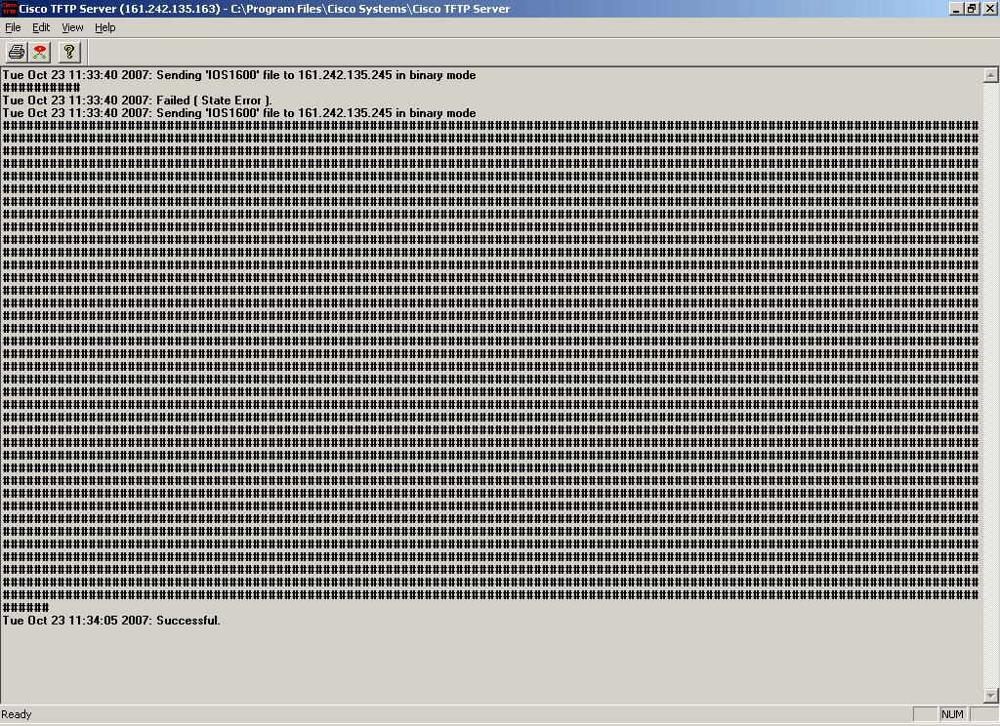 Cisco TFTP Server (161.242.135.163) - C:\Program Files\Cisco Systems\Cisco TFTP Server
File Edit View Help
Tue Oct 23 11:33:40 2007: Sending 'IOS1600' file to 161.242.135.245 in binary mode
##########
Tue Oct 23 11:33:40 2007: Failed ( State Error ).
Tue Oct 23 11:33:40 2007: Sending 'IOS1600' file to 161.242.135.245 in binary mode
######
Tue Oct 23 11:34:05 2007: Successful.
Ready
NUM